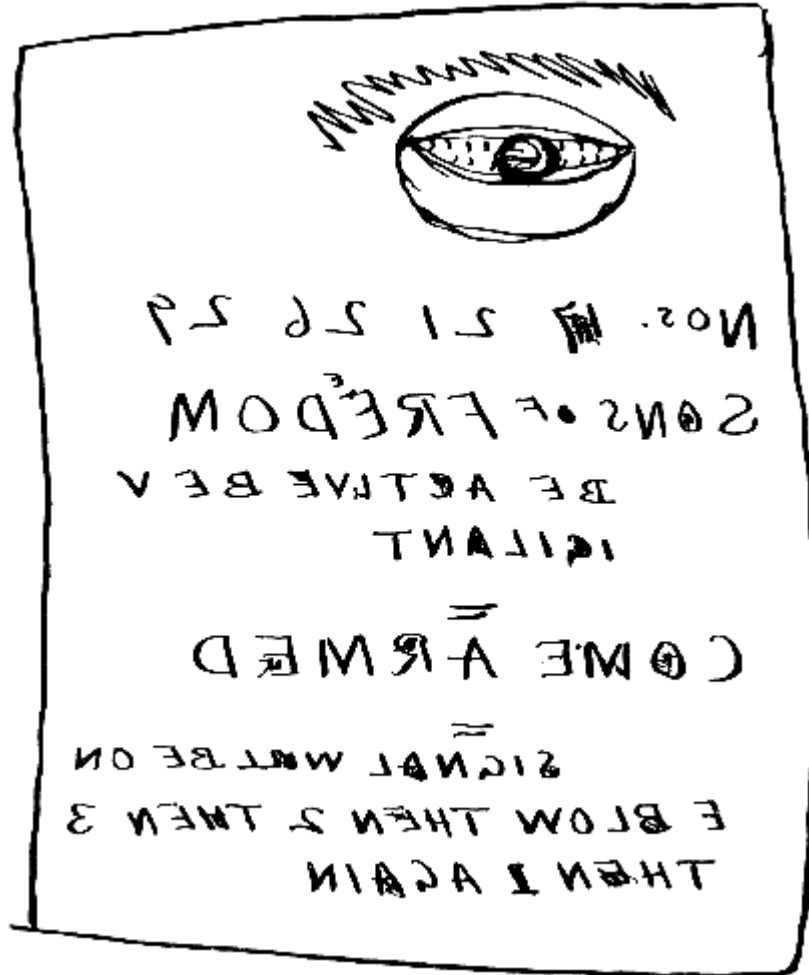 NOS. 21 26 29
SONS OF FREEDOM
BE ACTIVE BE V
IGILANT
COME ARMED
SIGNAL WILL BE ON
E BLOW THEN 2 THEN 3
THEN 1 AGAIN